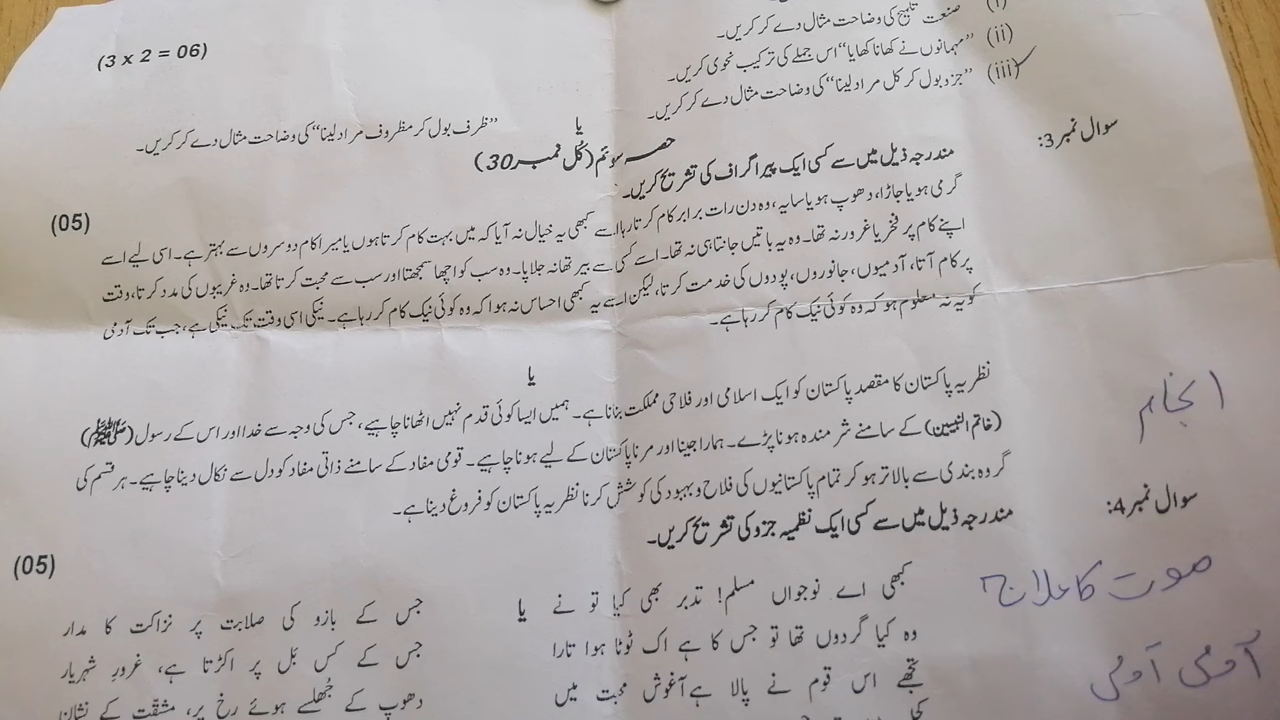 (i) صنعت تلمیح کی وضاحت مثال دے کر کریں۔
(ii) ”مہمانوں نے کھانا کھایا“ اس جملے کی ترکیب نحوی کریں۔
(3 x 2 = 06)
(iii) ”جزو بول کر کل مراد لینا“ کی وضاحت مثال دے کر کریں۔
یا
”ظرف بول کر مظروف مراد لینا“ کی وضاحت مثال دے کر کریں۔
حصہ سوئم (کُل نمبر 30)
سوال نمبر 3:
مندرجہ ذیل میں سے کسی ایک پیراگراف کی تشریح کریں۔
(05)
گرمی ہو یا جاڑا، دھوپ ہو یا سایہ، وہ دن رات برابر کام کرتا رہا اسے کبھی یہ خیال نہ آیا کہ میں بہت کام کرتا ہوں یا میرا کام دوسروں سے بہتر ہے۔ اسی لیے اسے
اپنے کام پر فخر یا غرور نہ تھا۔ وہ یہ باتیں جانتا ہی نہ تھا۔ اسے کسی سے بیر تھا نہ جلاپا۔ وہ سب کو اچھا سمجھتا اور سب سے محبت کرتا تھا۔ وہ غریبوں کی مدد کرتا، وقت
پر کام آتا، آدمیوں، جانوروں، پودوں کی خدمت کرتا، لیکن اسے یہ کبھی احساس نہ ہوا کہ وہ کوئی نیک کام کر رہا ہے۔ نیکی اسی وقت تک نیکی ہے، جب تک آدمی
کو یہ نہ معلوم ہو کہ وہ کوئی نیک کام کر رہا ہے۔
یا
نظریہ پاکستان کا مقصد پاکستان کو ایک اسلامی اور فلاحی مملکت بنانا ہے۔ ہمیں ایسا کوئی قدم نہیں اٹھانا چاہیے، جس کی وجہ سے خدا اور اس کے رسول (ﷺ)
(خاتم النبیین) کے سامنے شرمندہ ہونا پڑے۔ ہمارا جینا اور مرنا پاکستان کے لیے ہونا چاہیے۔ قومی مفاد کے سامنے ذاتی مفاد کو دل سے نکال دینا چاہیے۔ ہر قسم کی
گروہ بندی سے بالاتر ہو کر تمام پاکستانیوں کی فلاح و بہبود کی کوشش کرنا نظریہ پاکستان کو فروغ دینا ہے۔
انجام
سوال نمبر 4:
مندرجہ ذیل میں سے کسی ایک نظمیہ جزو کی تشریح کریں۔
(05)
کبھی اے نوجواں مسلم! تدبر بھی کیا تو نے
وہ کیا گردوں تھا تو جس کا ہے اک ٹوٹا ہوا تارا
تجھے اس قوم نے پالا ہے آغوش محبت میں
یا
جس کے بازو کی صلابت پر نزاکت کا مدار
جس کے کس بَل پر اکڑتا ہے، غرورِ شہریار
دھوپ کے جُھلسے ہوئے رخ پر، مشقّت کے نشان
صوت کا علاج